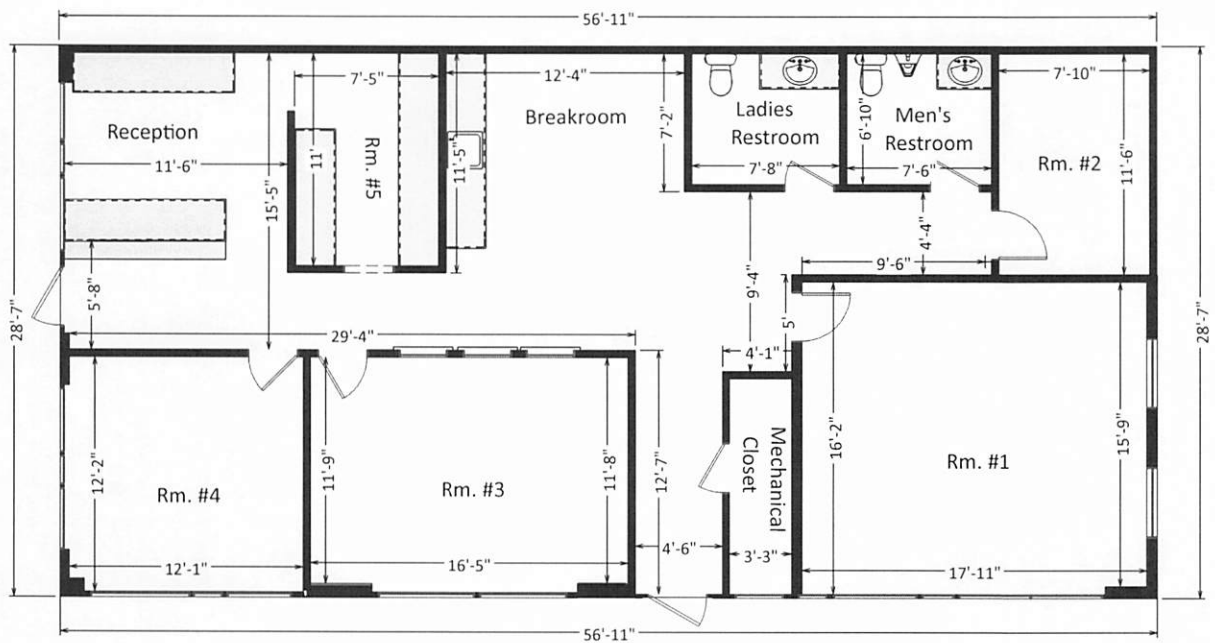 56'-11"
28'-7"
28'-7"
7'-5"
12'-4"
7'-10"
Reception
11'-6"
15'-5"
11'
Rm. #5
11'-5"
Breakroom
7'-2"
Ladies
Restroom
7'-8"
6'-10"
Men's
Restroom
7'-6"
Rm. #2
11'-6"
5'-8"
29'-4"
9'-4"
4'-4"
9'-6"
5'
4'-1"
12'-2"
Rm. #4
12'-1"
11'-9"
Rm. #3
11'-8"
16'-5"
12'-7"
4'-6"
Mechanical
Closet
3'-3"
16'-2"
Rm. #1
15'-9"
17'-11"
56'-11"